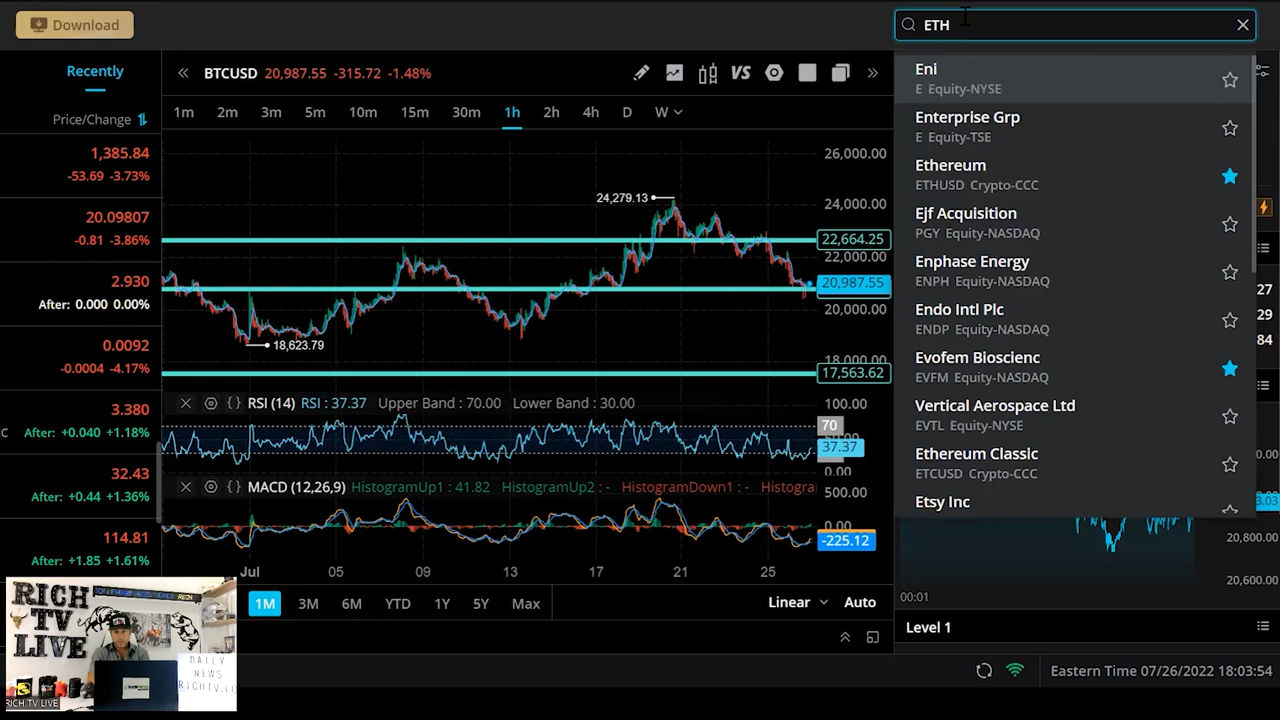 Download
ETH
Recently
Price/Change
1,385.84
-53.69 -3.73%
20.09807
-0.81 -3.86%
2.930
After: 0.000 0.00%
0.0092
-0.0004 -4.17%
3.380
C After: +0.040 +1.18%
32.43
After: +0.44 +1.36%
114.81
After: +1.85 +1.61%
BTCUSD 20,987.55 -315.72 -1.48%
VS
1m 2m 3m 5m 10m 15m 30m 1h 2h 4h D W
26,000.00
24,279.13
24,000.00
22,664.25
22,000.00
20,987.55
20,000.00
18,623.79
18,000.00
17,563.62
RSI (14) RSI : 37.37 Upper Band : 70.00 Lower Band : 30.00
100.00
70
37.37
0.00
MACD (12,26,9) HistogramUp1 : 41.82 HistogramUp2 : - HistogramDown1 : - Histogra
500.00
0.00
-225.12
Jul 05 09 13 17 21 25
1M 3M 6M YTD 1Y 5Y Max
Linear Auto
Eni
E Equity-NYSE
Enterprise Grp
E Equity-TSE
Ethereum
ETHUSD Crypto-CCC
Ejf Acquisition
PGY Equity-NASDAQ
Enphase Energy
ENPH Equity-NASDAQ
Endo Intl Plc
ENDP Equity-NASDAQ
Evofem Bioscienc
EVFM Equity-NASDAQ
Vertical Aerospace Ltd
EVTL Equity-NYSE
Ethereum Classic
ETCUSD Crypto-CCC
Etsy Inc
27
29
84
20,800.00
20,600.00
00:01
Level 1
Eastern Time 07/26/2022 18:03:54
RICH
TV
LIVE
DAILY
NEWS
RICHTV.IO
RICH TV LIVE